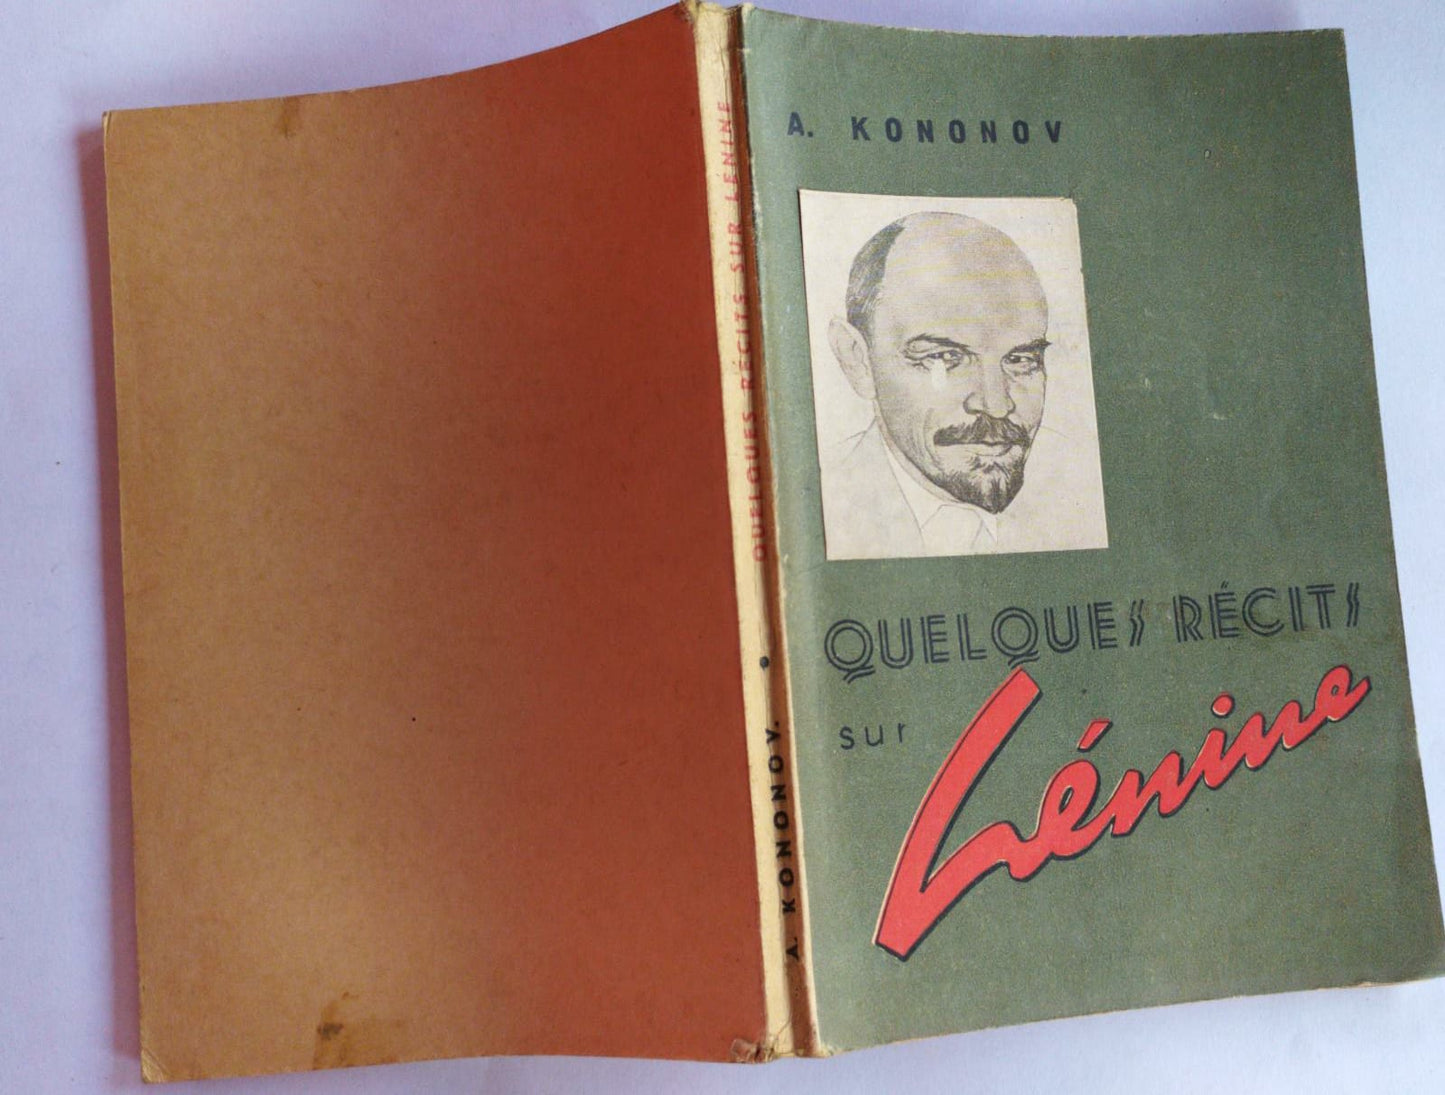 A. KONONOV
QUELQUES RÉCITS
sur
Lénine
A. KONONOV. • QUELQUES RÉCITS SUR LÉNINE